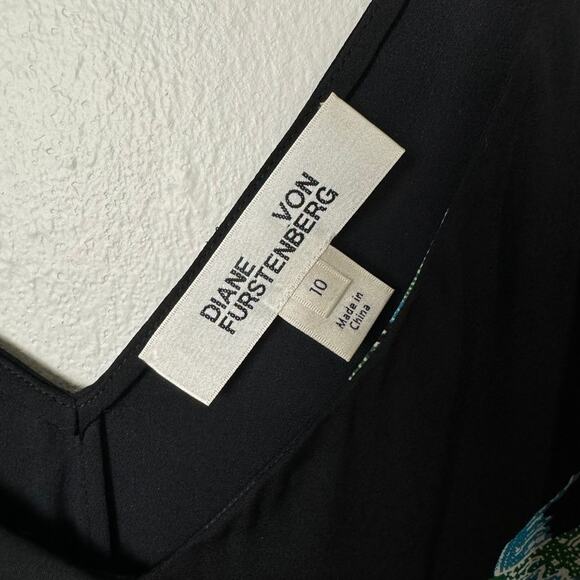 DIANE VON
FURSTENBERG
10
Made in
China